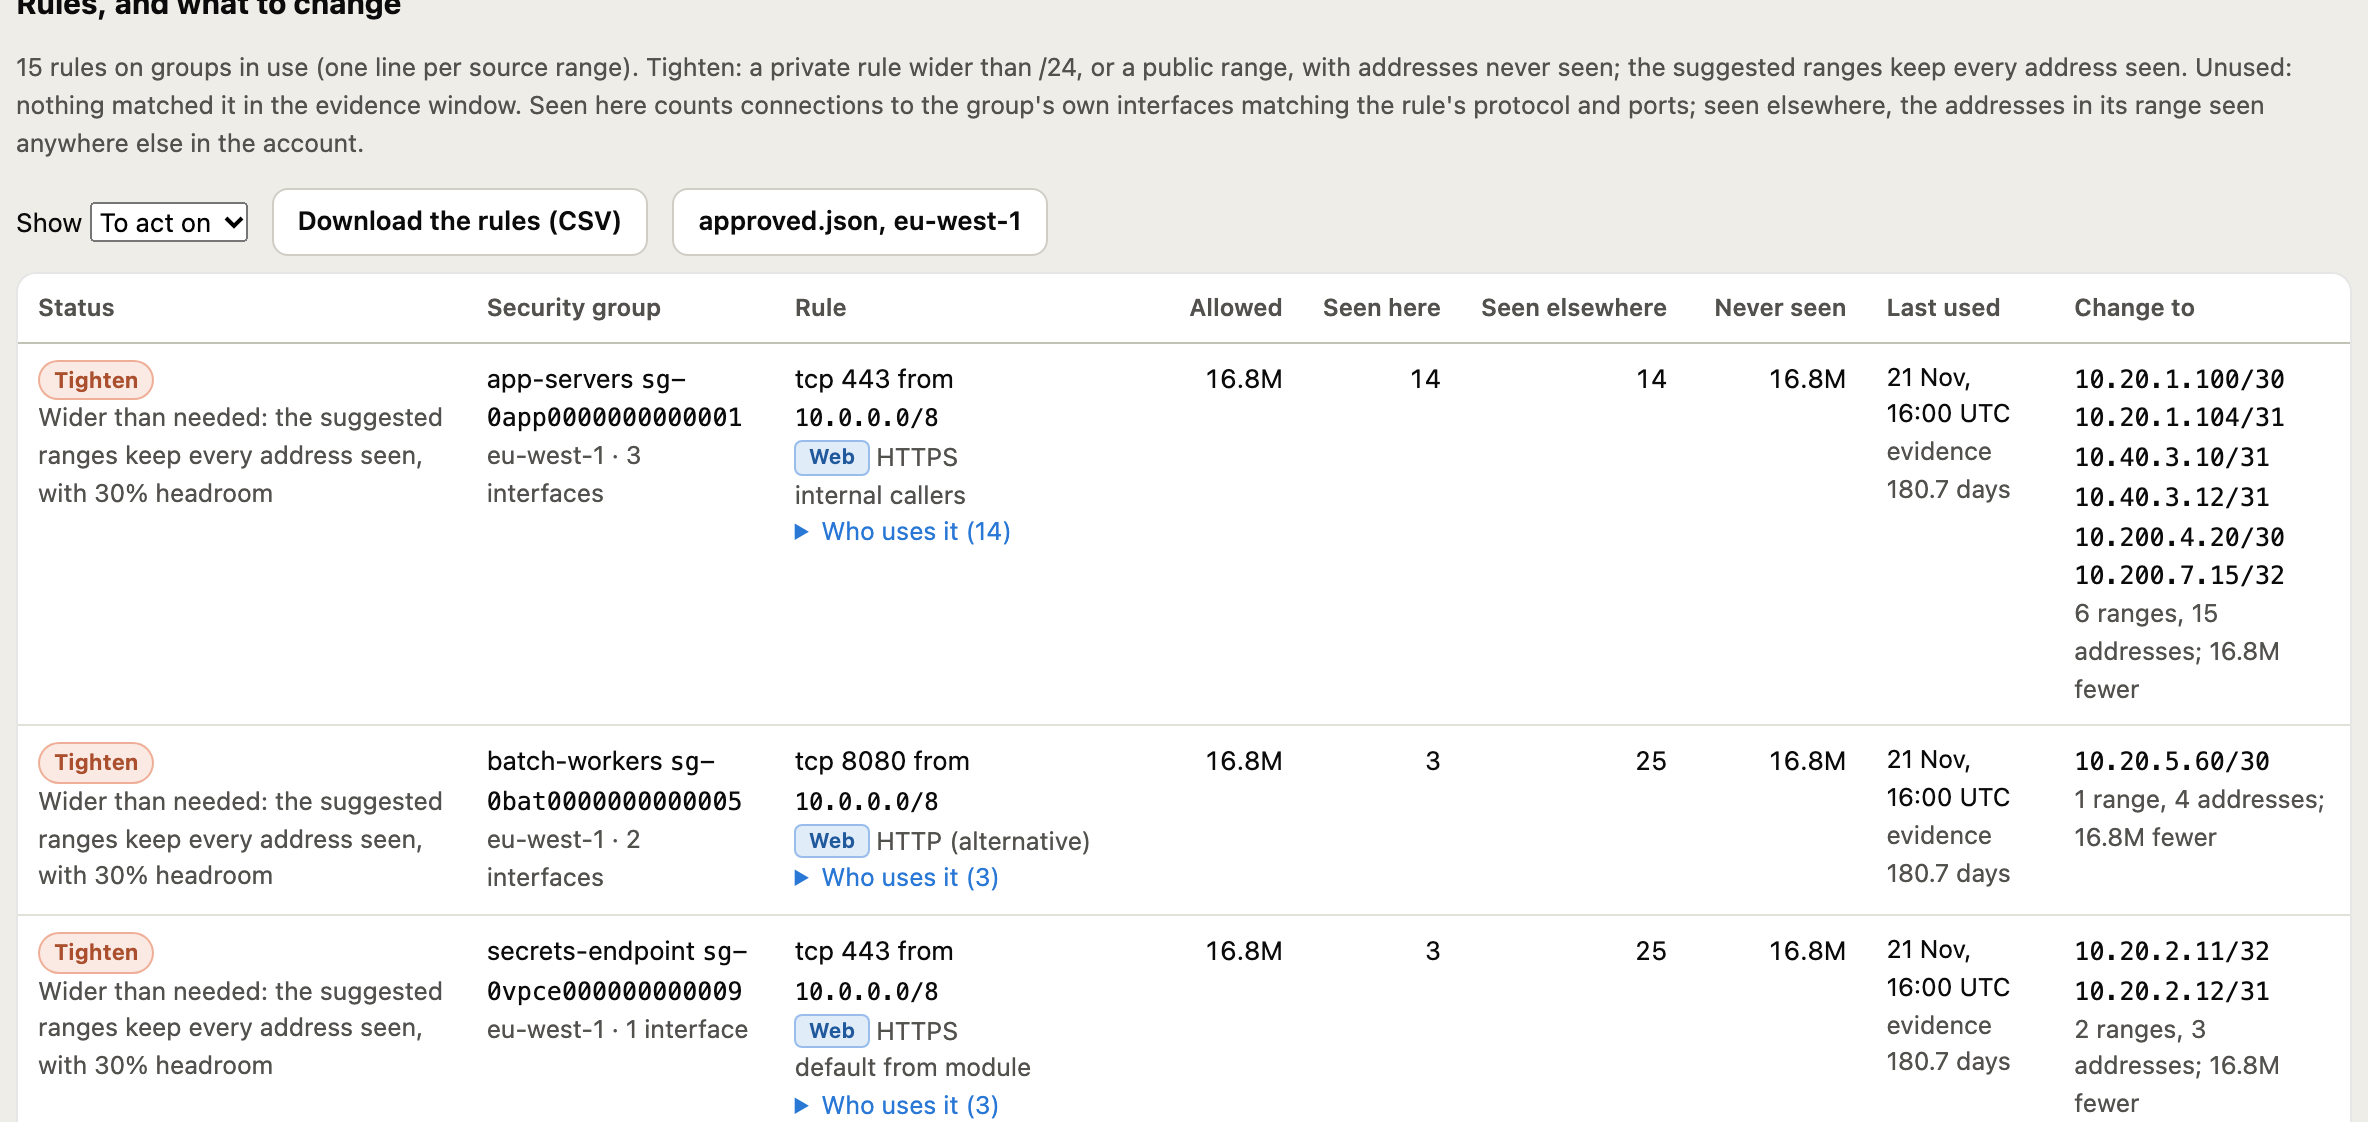 Rules, and what to change
15 rules on groups in use (one line per source range). Tighten: a private rule wider than /24, or a public range, with addresses never seen; the suggested ranges keep every address seen. Unused:
nothing matched it in the evidence window. Seen here counts connections to the group's own interfaces matching the rule's protocol and ports; seen elsewhere, the addresses in its range seen
anywhere else in the account.
Show To act on Download the rules (CSV) approved.json, eu-west-1
Status Security group Rule Allowed Seen here Seen elsewhere Never seen Last used Change to
Tighten
Wider than needed: the suggested
ranges keep every address seen,
with 30% headroom
app-servers sg-
0app0000000000001
eu-west-1 · 3
interfaces
tcp 443 from
10.0.0.0/8
Web HTTPS
internal callers
▶ Who uses it (14)
16.8M
14
14
16.8M
21 Nov,
16:00 UTC
evidence
180.7 days
10.20.1.100/30
10.20.1.104/31
10.40.3.10/31
10.40.3.12/31
10.200.4.20/30
10.200.7.15/32
6 ranges, 15
addresses; 16.8M
fewer
Tighten
Wider than needed: the suggested
ranges keep every address seen,
with 30% headroom
batch-workers sg-
0bat0000000000005
eu-west-1 · 2
interfaces
tcp 8080 from
10.0.0.0/8
Web HTTP (alternative)
▶ Who uses it (3)
16.8M
3
25
16.8M
21 Nov,
16:00 UTC
evidence
180.7 days
10.20.5.60/30
1 range, 4 addresses;
16.8M fewer
Tighten
Wider than needed: the suggested
ranges keep every address seen,
with 30% headroom
secrets-endpoint sg-
0vpce000000000009
eu-west-1 · 1 interface
tcp 443 from
10.0.0.0/8
Web HTTPS
default from module
▶ Who uses it (3)
16.8M
3
25
16.8M
21 Nov,
16:00 UTC
evidence
180.7 days
10.20.2.11/32
10.20.2.12/31
2 ranges, 3
addresses; 16.8M
fewer